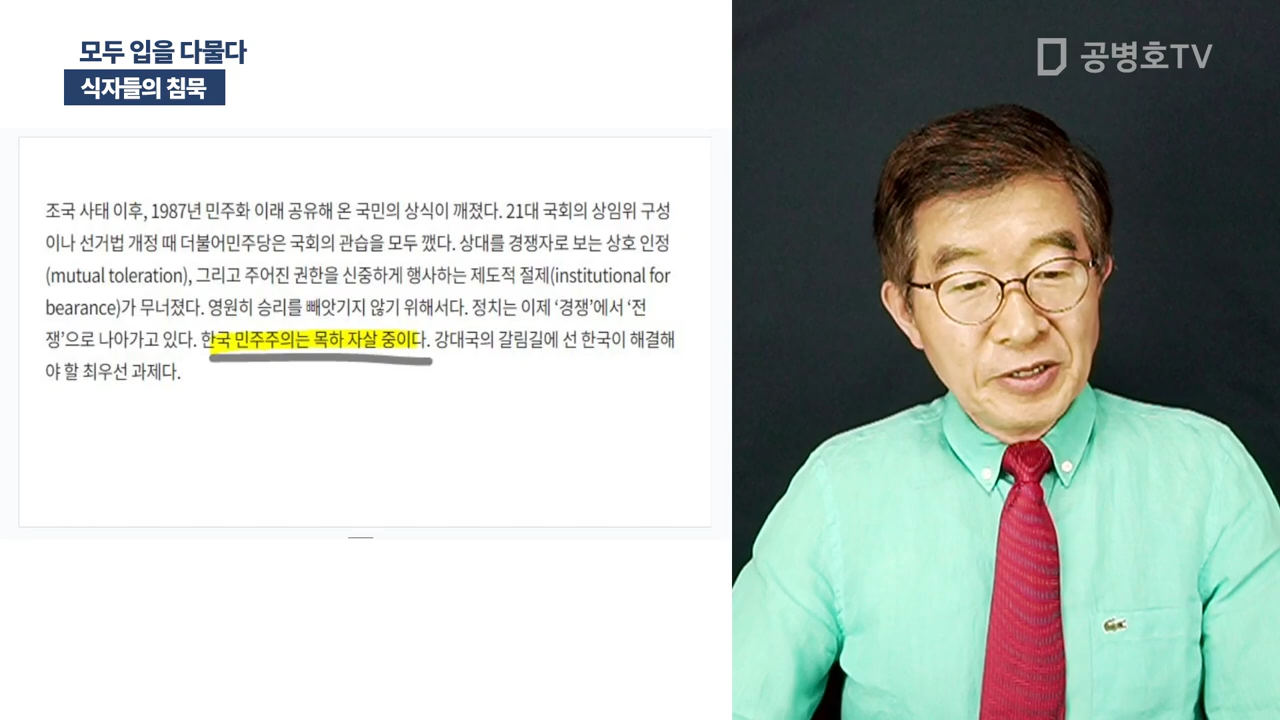 모두 입을 다물다
식자들의 침묵
공병호TV
조국 사태 이후, 1987년 민주화 이래 공유해 온 국민의 상식이 깨졌다. 21대 국회의 상임위 구성
이나 선거법 개정 때 더불어민주당은 국회의 관습을 모두 깼다. 상대를 경쟁자로 보는 상호 인정
(mutual toleration), 그리고 주어진 권한을 신중하게 행사하는 제도적 절제(institutional for
bearance)가 무너졌다. 영원히 승리를 빼앗기지 않기 위해서다. 정치는 이제 ‘경쟁’에서 ‘전
쟁’으로 나아가고 있다. 한국 민주주의는 목하 자살 중이다. 강대국의 갈림길에 선 한국이 해결해
야 할 최우선 과제다.